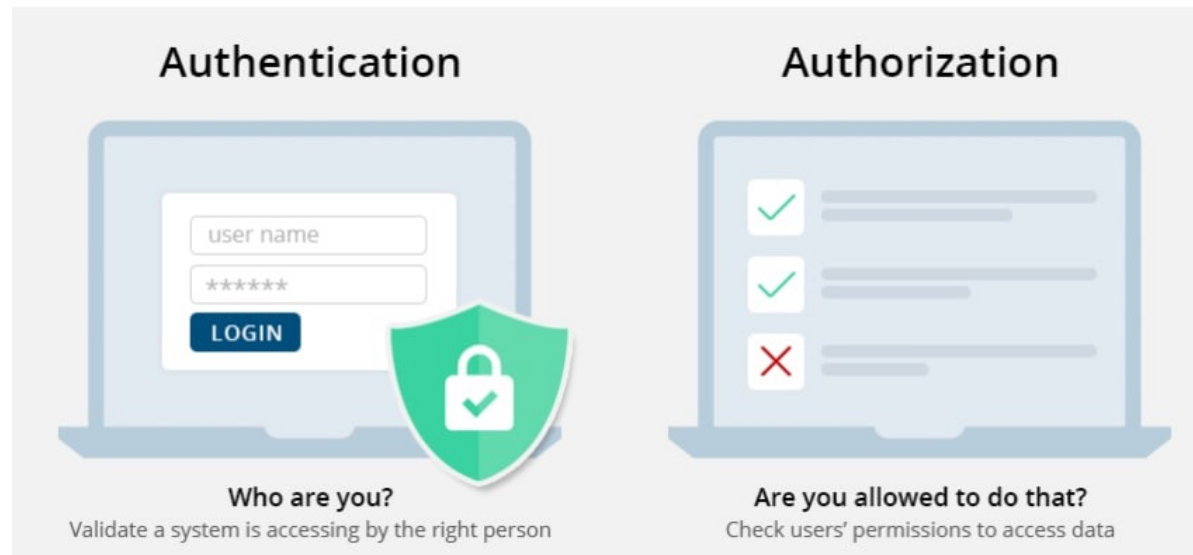 Authentication
user name
******
LOGIN
Who are you?
Validate a system is accessing by the right person
Authorization
Are you allowed to do that?
Check users' permissions to access data